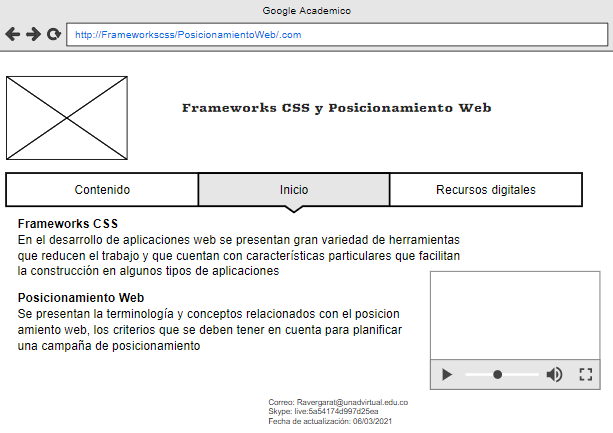 Google Academico
http://Frameworkscss/PosicionamientoWeb/.com
Frameworks CSS y Posicionamiento Web
Contenido
Inicio
Recursos digitales
Frameworks CSS
En el desarrollo de aplicaciones web se presentan gran variedad de herramientas
que reducen el trabajo y que cuentan con características particulares que facilitan
la construcción en algunos tipos de aplicaciones
Posicionamiento Web
Se presentan la terminología y conceptos relacionados con el posicion
amiento web, los criterios que se deben tener en cuenta para planificar
una campaña de posicionamiento
Correo: Ravergarat@unadvirtual.edu.co
Skype: live:5a54174d997d25ea
Fecha de actualización: 06/03/2021